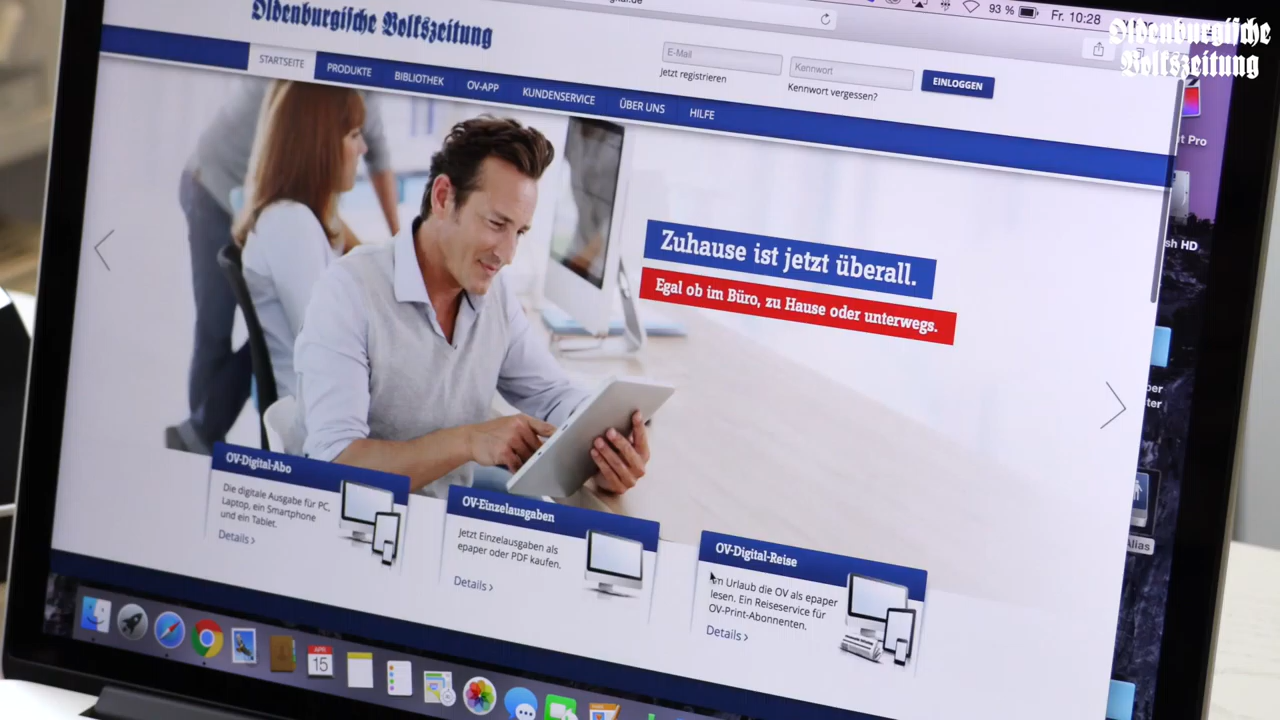 93 %
Fr. 10:28
Oldenburgische
Volkszeitung
Oldenburgische Volkszeitung
E-Mail
Kennwort
EINLOGGEN
Jetzt registrieren
Kennwort vergessen?
STARTSEITE
PRODUKTE
BIBLIOTHEK
OV-APP
KUNDENSERVICE
ÜBER UNS
HILFE
Zuhause ist jetzt überall.
Egal ob im Büro, zu Hause oder unterwegs.
OV-Digital-Abo
Die digitale Ausgabe für PC,
Laptop, ein Smartphone
und ein Tablet.
Details ›
OV-Einzelausgaben
Jetzt Einzelausgaben als
epaper oder PDF kaufen.
Details ›
OV-Digital-Reise
Im Urlaub die OV als epaper
lesen. Ein Reiseservice für
OV-Print-Abonnenten.
Details ›
HD
Alias
APR
15